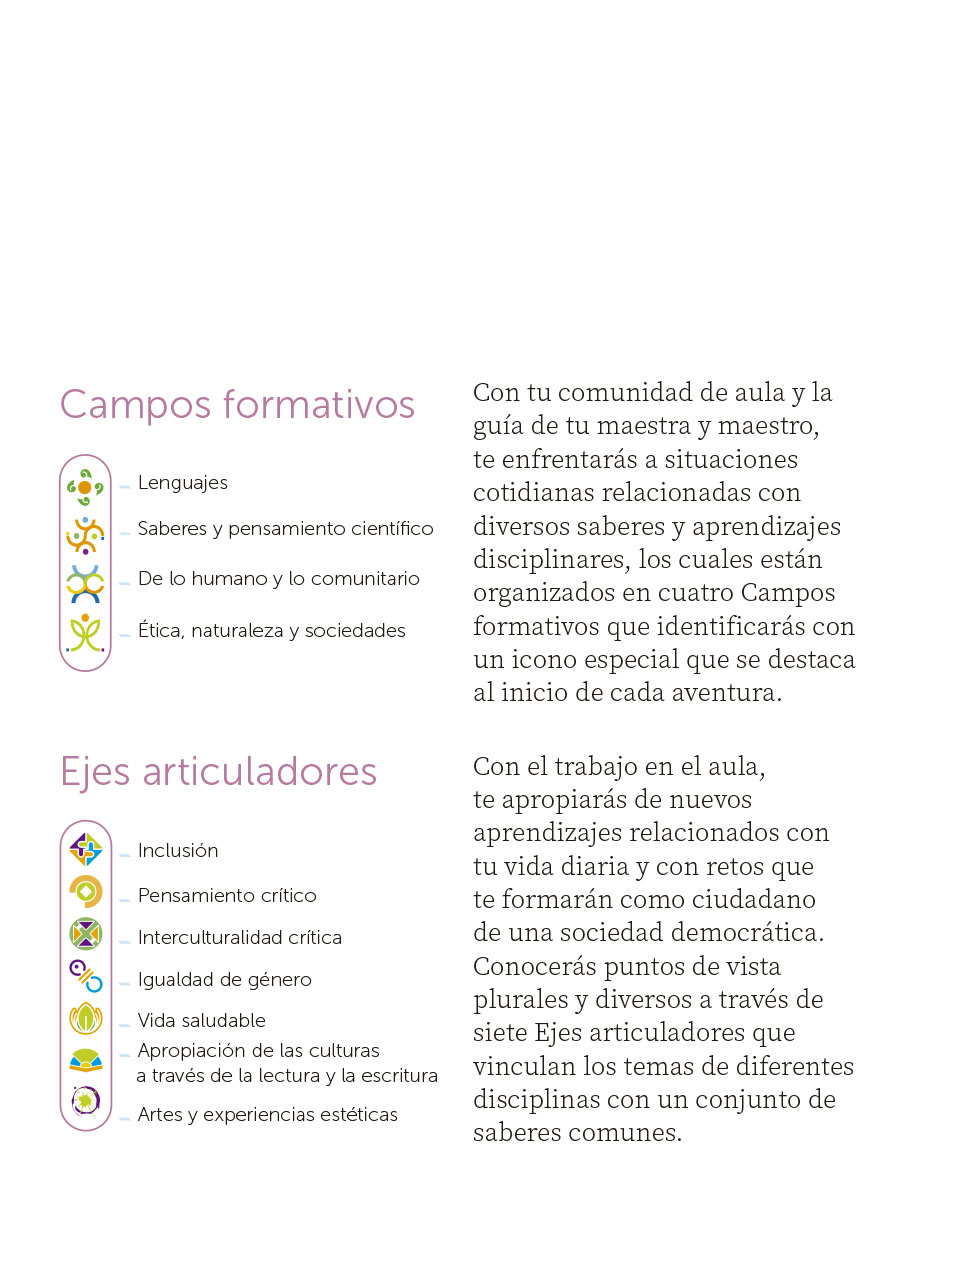 Campos formativos
Lenguajes
Saberes y pensamiento científico
De lo humano y lo comunitario
Ética, naturaleza y sociedades
Con tu comunidad de aula y la
guía de tu maestra y maestro,
te enfrentarás a situaciones
cotidianas relacionadas con
diversos saberes y aprendizajes
disciplinares, los cuales están
organizados en cuatro Campos
formativos que identificarás con
un icono especial que se destaca
al inicio de cada aventura.
Ejes articuladores
Inclusión
Pensamiento crítico
Interculturalidad crítica
Igualdad de género
Vida saludable
Apropiación de las culturas
a través de la lectura y la escritura
Artes y experiencias estéticas
Con el trabajo en el aula,
te apropiarás de nuevos
aprendizajes relacionados con
tu vida diaria y con retos que
te formarán como ciudadano
de una sociedad democrática.
Conocerás puntos de vista
plurales y diversos a través de
siete Ejes articuladores que
vinculan los temas de diferentes
disciplinas con un conjunto de
saberes comunes.